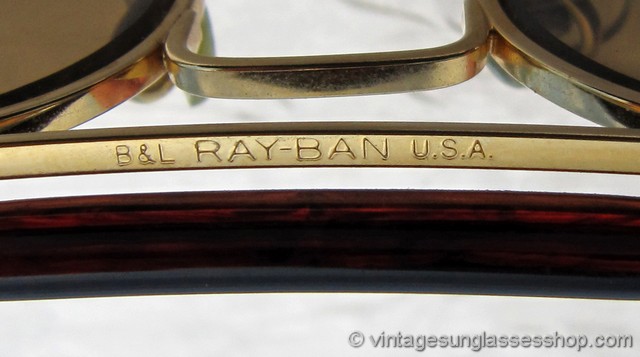 B&L RAY-BAN U.S.A.
© vintagesunglassesshop.com